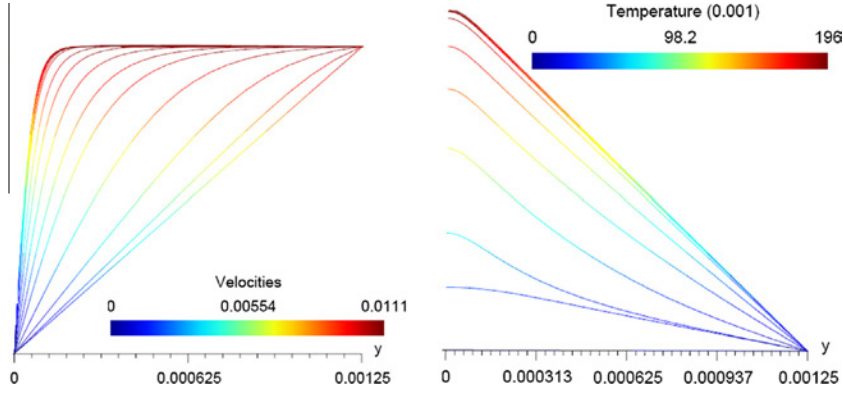 Velocities
0 0.00554 0.0111
y
0 0.000625 0.00125
Temperature (0.001)
0 98.2 196
y
0 0.000313 0.000625 0.000937 0.00125